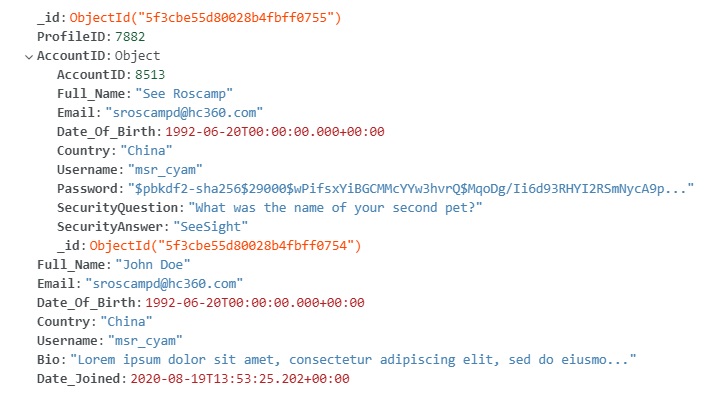 _id: ObjectId("5f3cbe55d80028b4fbff0755")
ProfileID: 7882
AccountID: Object
AccountID: 8513
Full_Name: "See Roscamp"
Email: "sroscampd@hc360.com"
Date_Of_Birth: 1992-06-20T00:00:00.000+00:00
Country: "China"
Username: "msr_cyam"
Password: "$pbkdf2-sha256$29000$wPifsxYiBGCMMcYYw3hvrQ$MqoDg/Ii6d93RHYI2RSmNycA9p..."
SecurityQuestion: "What was the name of your second pet?"
SecurityAnswer: "SeeSight"
_id: ObjectId("5f3cbe55d80028b4fbff0754")
Full_Name: "John Doe"
Email: "sroscampd@hc360.com"
Date_Of_Birth: 1992-06-20T00:00:00.000+00:00
Country: "China"
Username: "msr_cyam"
Bio: "Lorem ipsum dolor sit amet, consectetur adipiscing elit, sed do eiusmo..."
Date_Joined: 2020-08-19T13:53:25.202+00:00